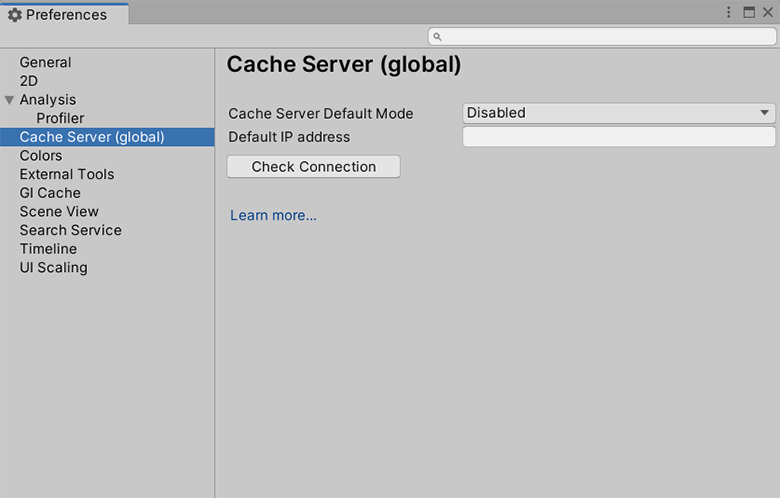 Preferences
General
2D
Analysis
Profiler
Cache Server (global)
Colors
External Tools
GI Cache
Scene View
Search Service
Timeline
UI Scaling
Cache Server (global)
Cache Server Default Mode Disabled
Default IP address
Check Connection
Learn more...